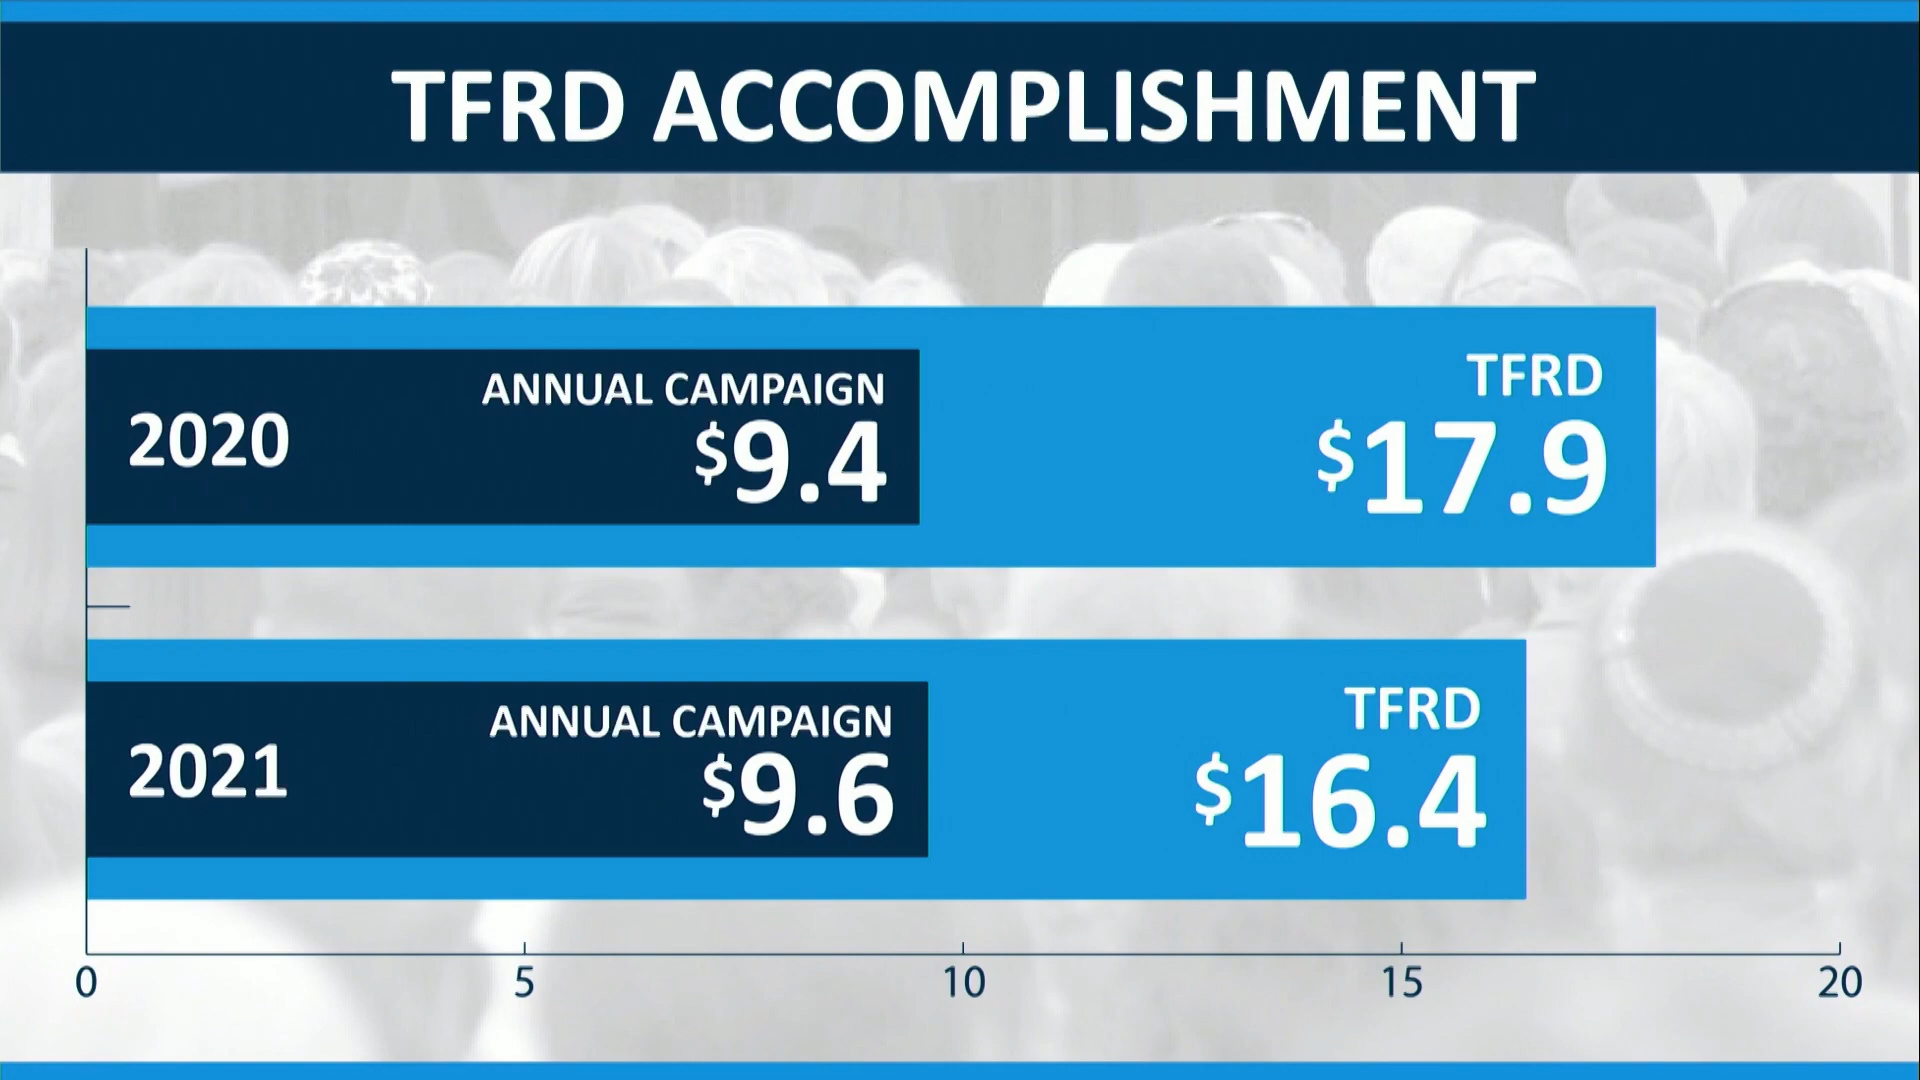 TFRD ACCOMPLISHMENT
2020
ANNUAL CAMPAIGN
$9.4
TFRD
$17.9
2021
ANNUAL CAMPAIGN
$9.6
TFRD
$16.4
0 5 10 15 20